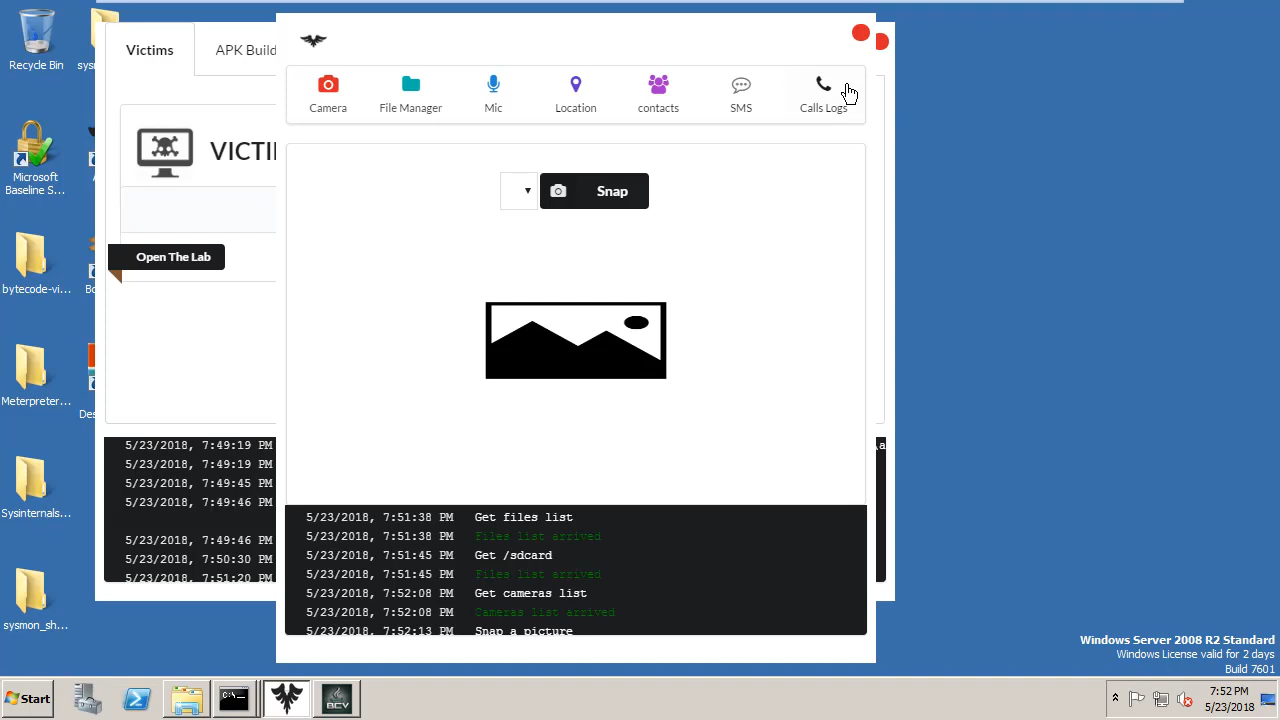 Recycle Bin
sys
Microsoft
Baseline S...
bytecode-vi...
Meterpreter...
Des
Sysinternals...
sysmon_sh...
Victims
APK Build
VICTI
Open The Lab
5/23/2018, 7:49:19 PM
5/23/2018, 7:49:19 PM
5/23/2018, 7:49:45 PM
5/23/2018, 7:49:46 PM
5/23/2018, 7:49:46 PM
5/23/2018, 7:50:30 PM
5/23/2018, 7:51:20 PM
Camera
File Manager
Mic
Location
contacts
SMS
Calls Logs
Snap
5/23/2018, 7:51:38 PM Get files list
5/23/2018, 7:51:38 PM Files list arrived
5/23/2018, 7:51:45 PM Get /sdcard
5/23/2018, 7:51:45 PM Files list arrived
5/23/2018, 7:52:08 PM Get cameras list
5/23/2018, 7:52:08 PM Cameras list arrived
5/23/2018, 7:52:13 PM Snap a picture
Windows Server 2008 R2 Standard
Windows License valid for 2 days
Build 7601
Start
BCV
7:52 PM
5/23/2018